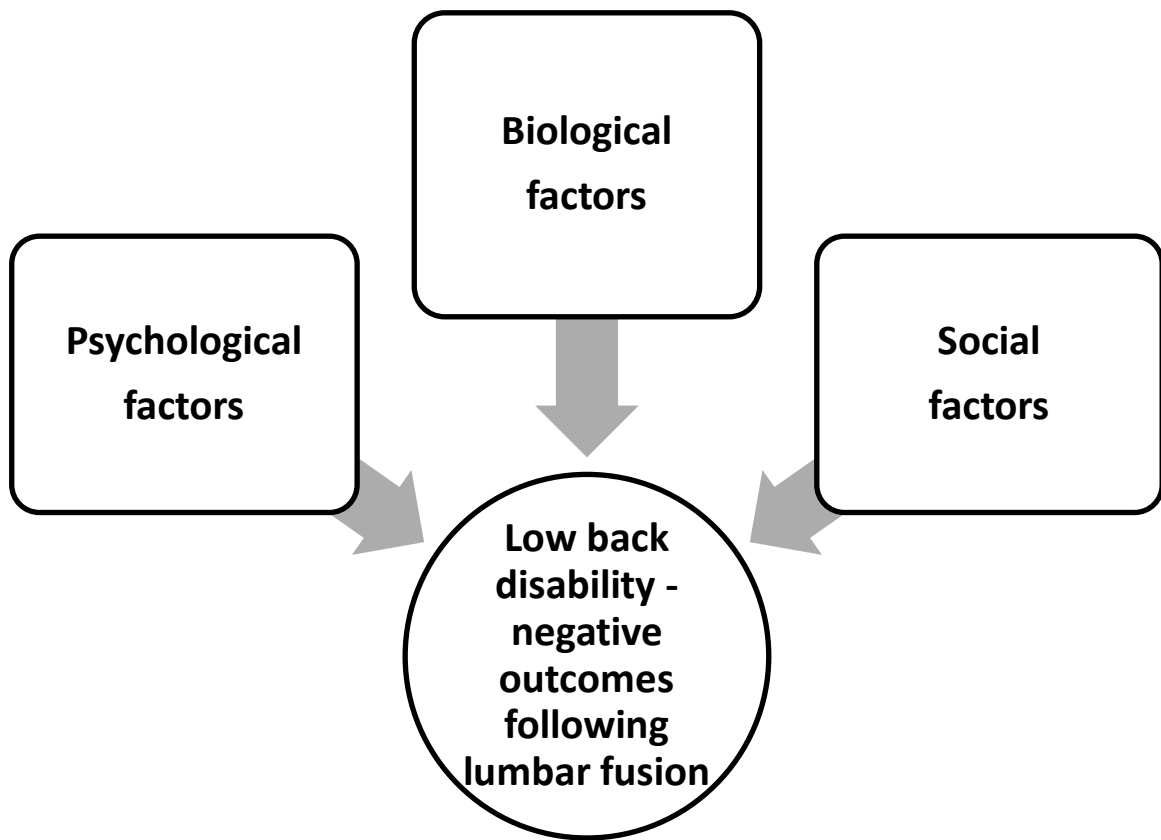 Biological
factors
Psychological
factors
Social
factors
Low back
disability -
negative
outcomes
following
lumbar fusion